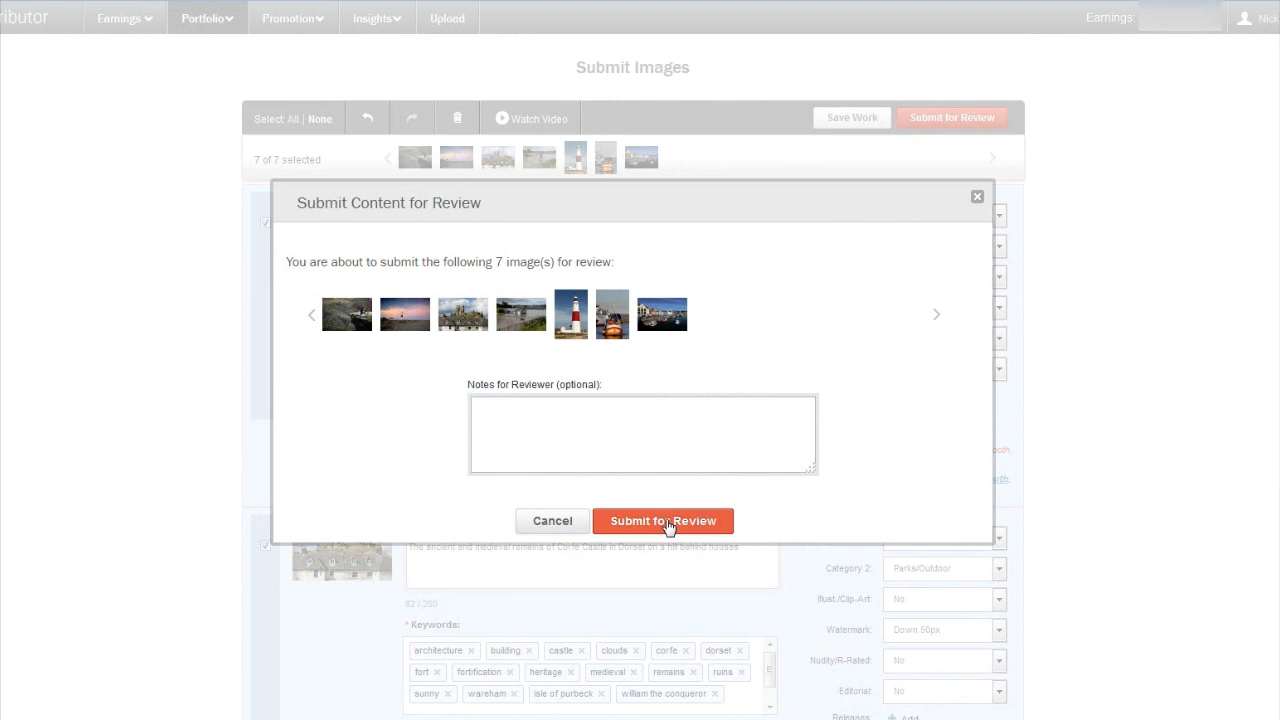 ributor Earnings Portfolio Promotion Insights Upload Earnings: Nick
Submit Images
Select All | None Watch Video Save Work Submit for Review
7 of 7 selected
Submit Content for Review
You are about to submit the following 7 image(s) for review:
Notes for Reviewer (optional):
Cancel Submit for Review
ooth,
The ancient and medieval remains of Corfe Castle in Dorset on a hill behind houses
Category 2: Parks/Outdoor
82 / 200
Illust./Clip-Art: No
* Keywords:
Watermark: Down 50px
architecture building castle clouds corfe dorset
Nudity/R-Rated: No
fort fortification heritage medieval remains ruins
Editorial: No
sunny wareham isle of purbeck william the conqueror
Releases: Add